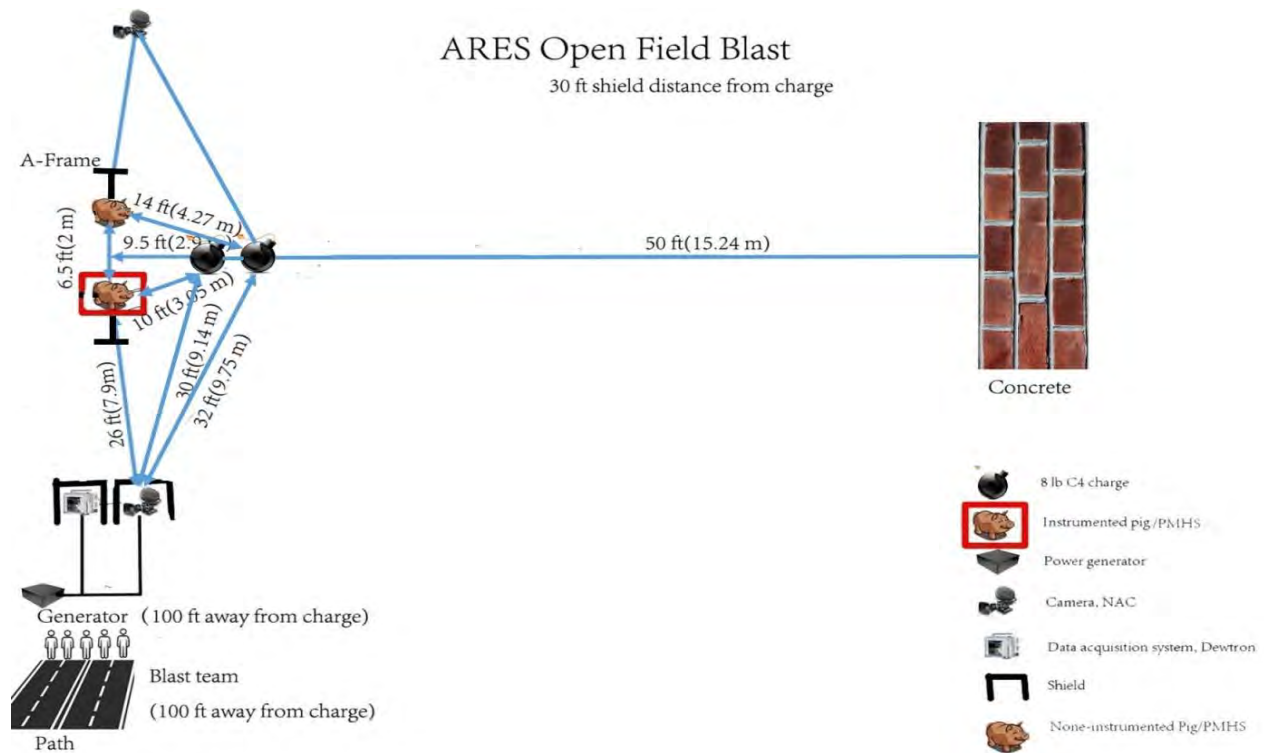 ARES Open Field Blast
30 ft shield distance from charge
A-Frame
14 ft(4.27 m)
9.5 ft(2.9
6.5 ft(2 m)
50 ft(15.24 m)
10 ft(3.05 m)
30 ft(9.14 m)
32 ft(9.75 m)
26 ft(7.9m)
Concrete
8 lb C4 charge
Instrumented pig/PMHS
Power generator
Camera, NAC
Data acquisition system, Dewtron
Shield
None-instrumented Pig/PMHS
Generator (100 ft away from charge)
Blast team
(100 ft away from charge)
Path